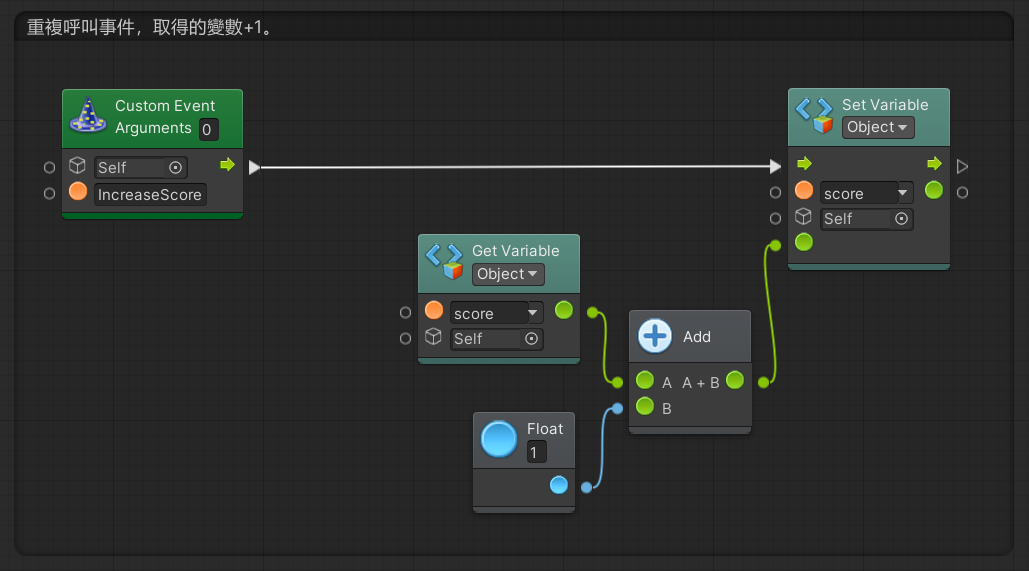 重複呼叫事件，取得的變數+1。
Custom Event
Arguments 0
Self
IncreaseScore
Set Variable
Object
score
Self
Get Variable
Object
score
Self
Add
A A + B
B
Float
1